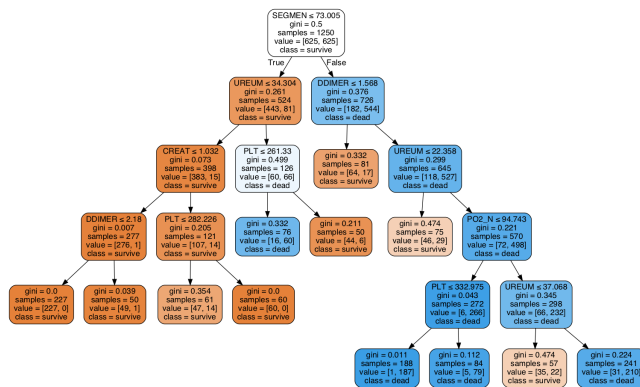 SEGMEN ≤ 73.005
gini = 0.5
samples = 1250
value = [625, 625]
class = survive
True
False
UREUM ≤ 34.304
gini = 0.261
samples = 524
value = [443, 81]
class = survive
DDIMER ≤ 1.568
gini = 0.376
samples = 726
value = [182, 544]
class = dead
CREAT ≤ 1.032
gini = 0.073
samples = 398
value = [383, 15]
class = survive
PLT ≤ 261.33
gini = 0.499
samples = 126
value = [60, 66]
class = dead
gini = 0.332
samples = 81
value = [64, 17]
class = survive
UREUM ≤ 22.358
gini = 0.299
samples = 645
value = [118, 527]
class = dead
DDIMER ≤ 2.18
gini = 0.007
samples = 277
value = [276, 1]
class = survive
PLT ≤ 282.226
gini = 0.205
samples = 121
value = [107, 14]
class = survive
gini = 0.332
samples = 76
value = [16, 60]
class = dead
gini = 0.211
samples = 50
value = [44, 6]
class = survive
gini = 0.474
samples = 75
value = [46, 29]
class = survive
PO2_N ≤ 94.743
gini = 0.221
samples = 570
value = [72, 498]
class = dead
gini = 0.0
samples = 227
value = [227, 0]
class = survive
gini = 0.039
samples = 50
value = [49, 1]
class = survive
gini = 0.354
samples = 61
value = [47, 14]
class = survive
gini = 0.0
samples = 60
value = [60, 0]
class = survive
PLT ≤ 332.975
gini = 0.043
samples = 272
value = [6, 266]
class = dead
UREUM ≤ 37.068
gini = 0.345
samples = 298
value = [66, 232]
class = dead
gini = 0.011
samples = 188
value = [1, 187]
class = dead
gini = 0.112
samples = 84
value = [5, 79]
class = dead
gini = 0.474
samples = 57
value = [35, 22]
class = survive
gini = 0.224
samples = 241
value = [31, 210]
class = dead